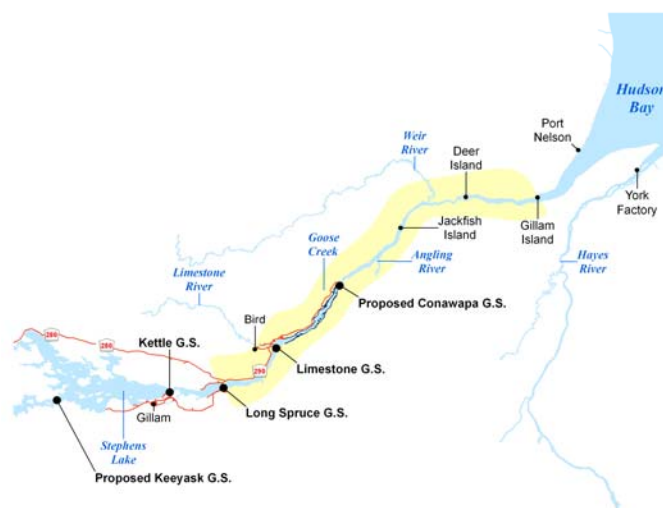 Hudson
Bay
Port
Nelson
Weir
River
Deer
Island
York
Factory
Jackfish
Island
Gillam
Island
Goose
Creek
Angling
River
Hayes
River
Limestone
River
Proposed Conawapa G.S.
Bird
280
280
Kettle G.S.
290
Limestone G.S.
Gillam
Long Spruce G.S.
Stephens
Lake
Proposed Keeyask G.S.